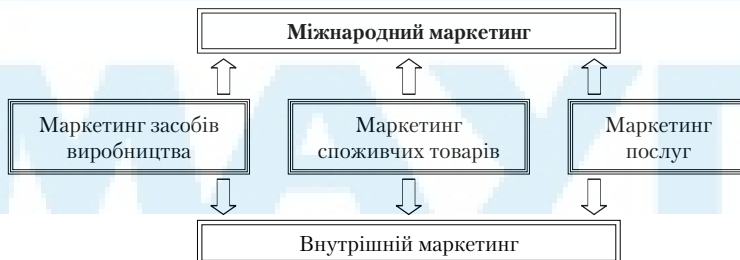 Міжнародний маркетинг
Маркетинг засобів
виробництва
Маркетинг
споживчих товарів
Маркетинг
послуг
Внутрішній маркетинг